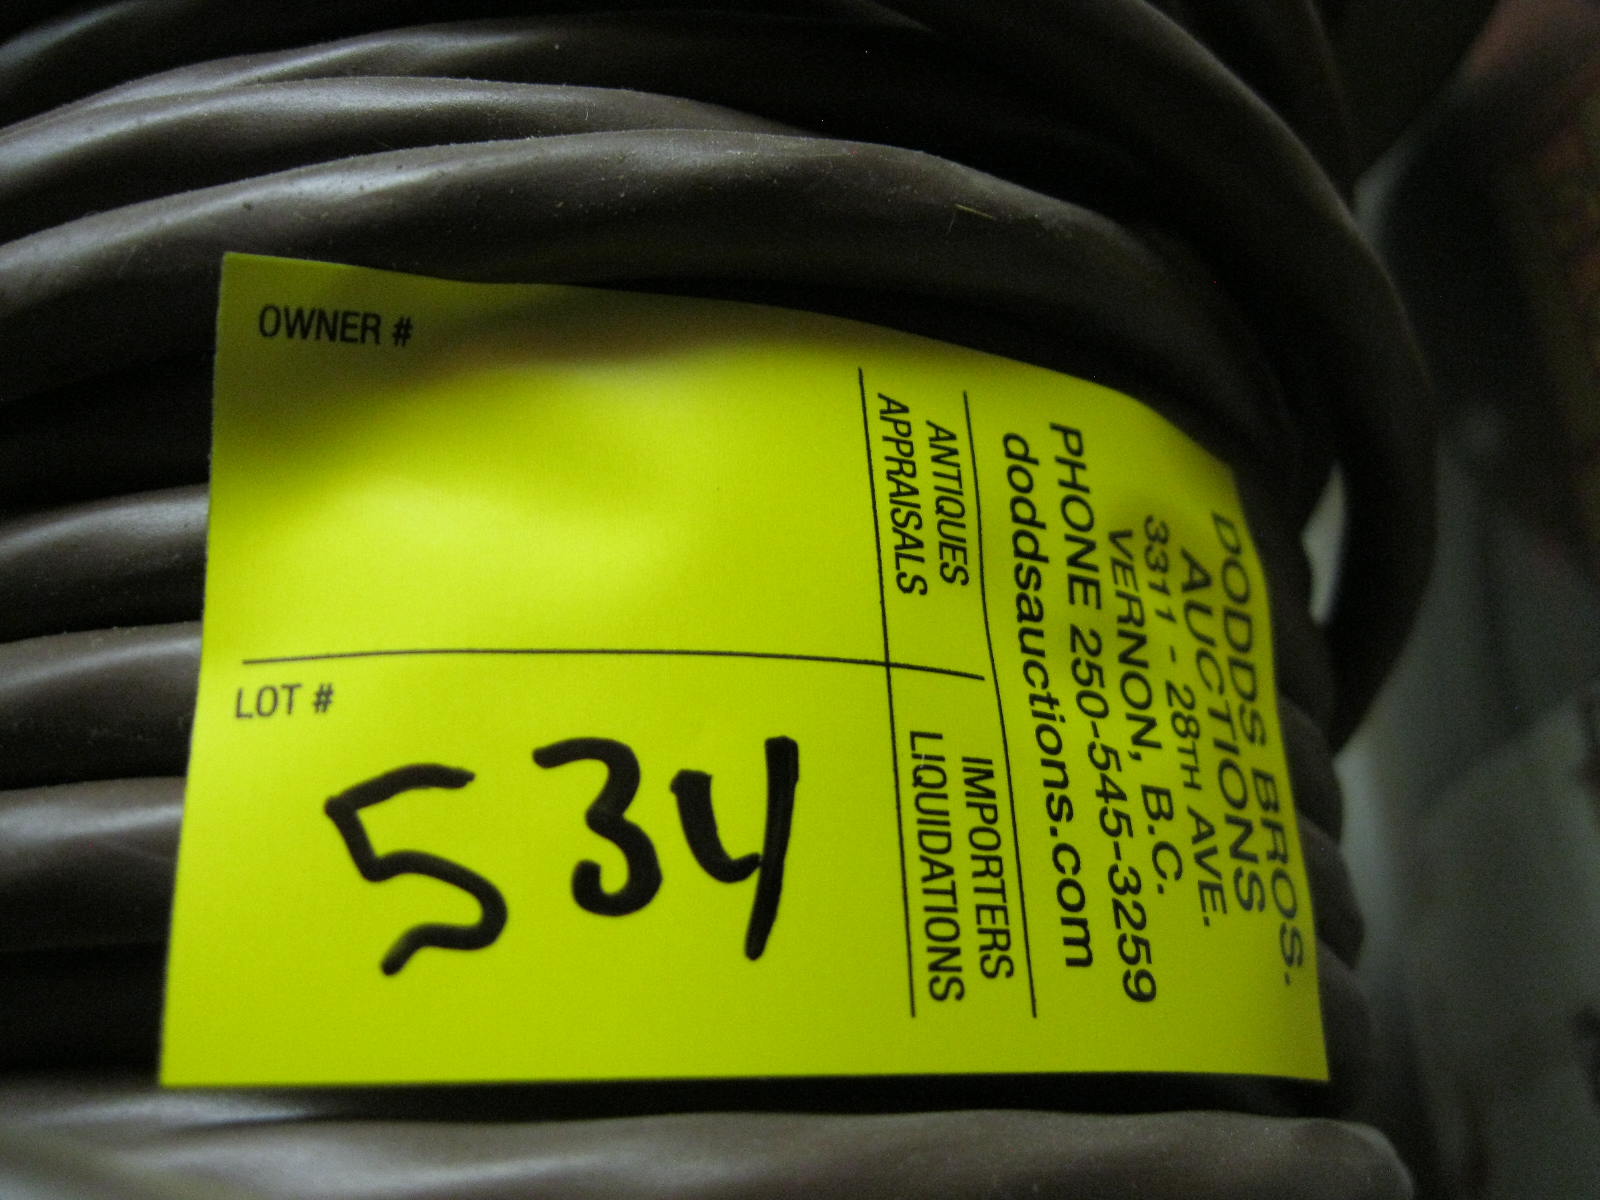 OWNER #
LOT #
534
DODDS BROS.
AUCTIONS
3311 - 28TH AVE.
VERNON, B.C.
PHONE 250-545-3259
doddsauctions.com
ANTIQUES
APPRAISALS
IMPORTERS
LIQUIDATIONS